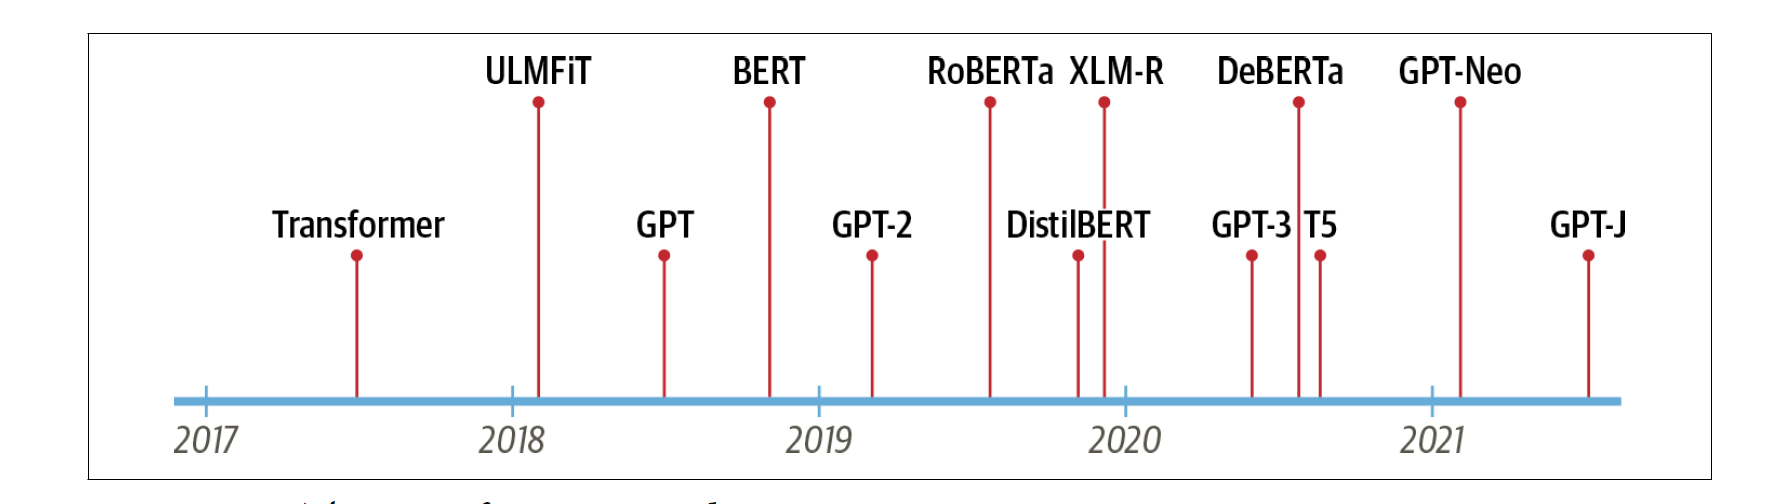 ULMFiT BERT RoBERTa XLM-R DeBERTa GPT-Neo
Transformer GPT GPT-2 DistilBERT GPT-3 T5 GPT-J
2017 2018 2019 2020 2021